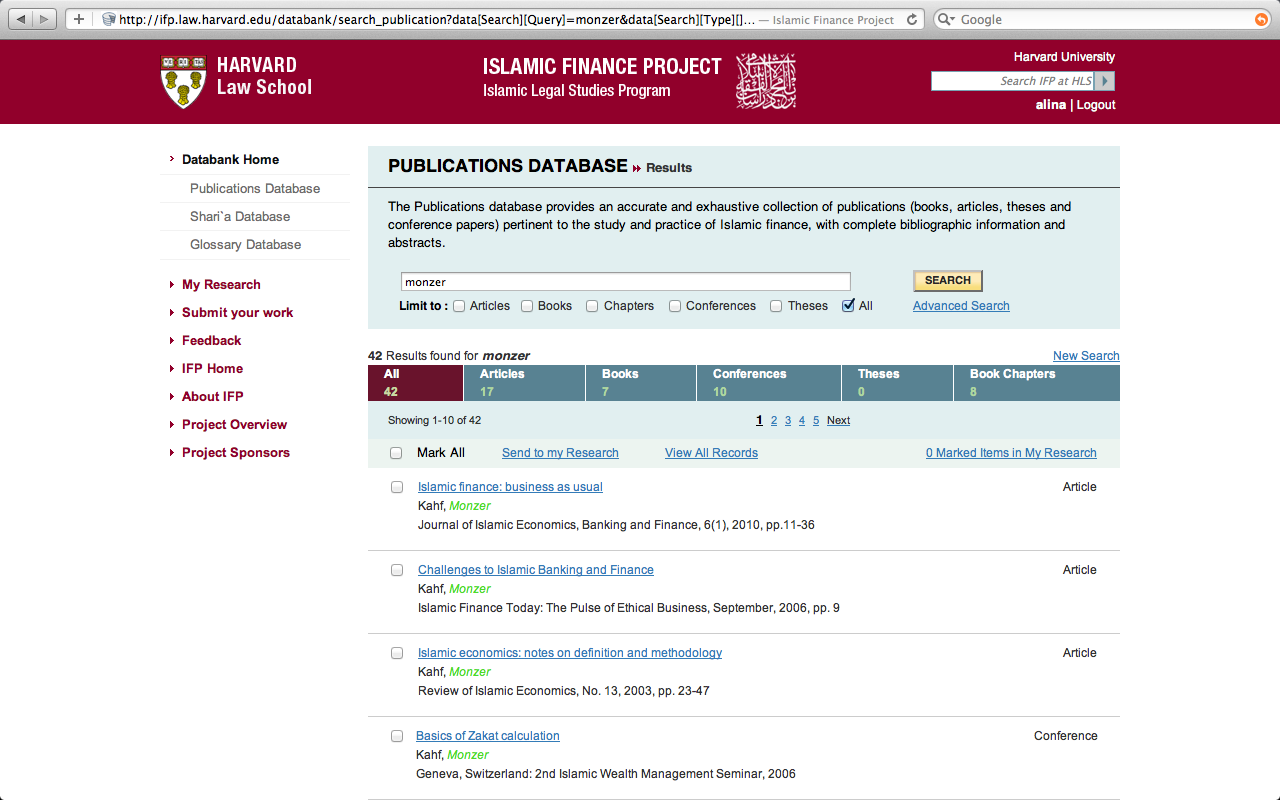 http://ifp.law.harvard.edu/databank/search_publication?data[Search][Query]=monzer&data[Search][Type][]... — Islamic Finance Project
Google
HARVARD
Law School
ISLAMIC FINANCE PROJECT
Islamic Legal Studies Program
Harvard University
Search IFP at HLS
alina | Logout
Databank Home
Publications Database
Shari`a Database
Glossary Database
My Research
Submit your work
Feedback
IFP Home
About IFP
Project Overview
Project Sponsors
PUBLICATIONS DATABASE Results
The Publications database provides an accurate and exhaustive collection of publications (books, articles, theses and
conference papers) pertinent to the study and practice of Islamic finance, with complete bibliographic information and
abstracts.
monzer
SEARCH
Limit to : Articles Books Chapters Conferences Theses All
Advanced Search
42 Results found for monzer
New Search
All Articles Books Conferences Theses Book Chapters
42 17 7 10 0 8
Showing 1-10 of 42
1 2 3 4 5 Next
Mark All Send to my Research View All Records 0 Marked Items in My Research
Islamic finance: business as usual Article
Kahf, Monzer
Journal of Islamic Economics, Banking and Finance, 6(1), 2010, pp.11-36
Challenges to Islamic Banking and Finance Article
Kahf, Monzer
Islamic Finance Today: The Pulse of Ethical Business, September, 2006, pp. 9
Islamic economics: notes on definition and methodology Article
Kahf, Monzer
Review of Islamic Economics, No. 13, 2003, pp. 23-47
Basics of Zakat calculation Conference
Kahf, Monzer
Geneva, Switzerland: 2nd Islamic Wealth Management Seminar, 2006